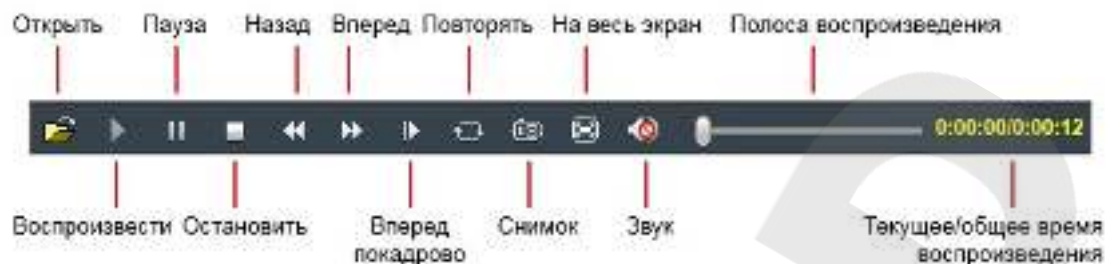 Открыть Пауза Назад Вперед Повторять На весь экран Полоса воспроизведения
0:00:00/0:00:12
Воспроизвести Остановить Вперед покадрово Снимок Звук Текущее/общее время воспроизведения